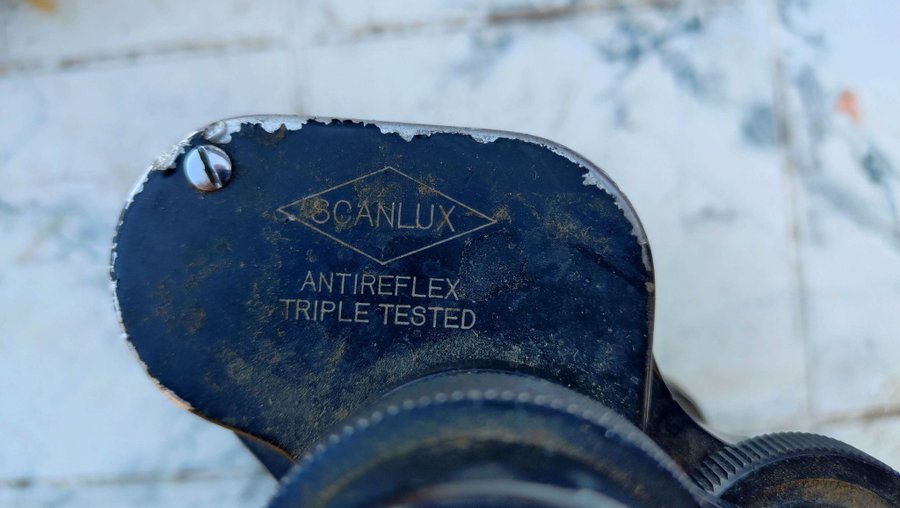 SCANLUX
ANTIREFLEX
TRIPLE TESTED